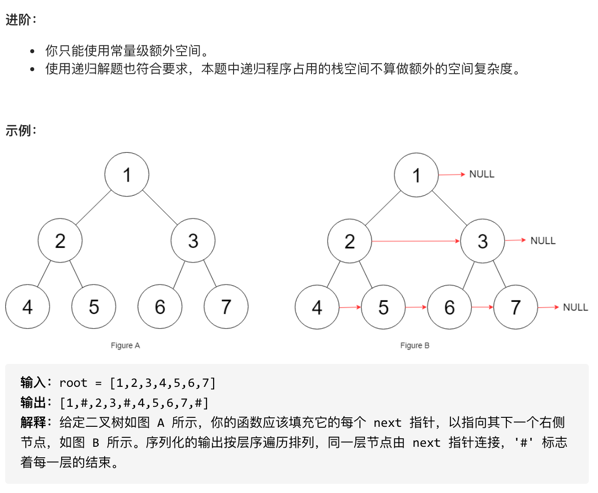 进阶：
你只能使用常量级额外空间。
使用递归解题也符合要求，本题中递归程序占用的栈空间不算做额外的空间复杂度。
示例：
1
2 3
4 5 6 7
Figure A
1 NULL
2 3 NULL
4 5 6 7 NULL
Figure B
输入：root = [1,2,3,4,5,6,7]
输出：[1,#,2,3,#,4,5,6,7,#]
解释：给定二叉树如图 A 所示，你的函数应该填充它的每个 next 指针，以指向其下一个右侧
节点，如图 B 所示。序列化的输出按层序遍历排列，同一层节点由 next 指针连接，'#' 标志
着每一层的结束。